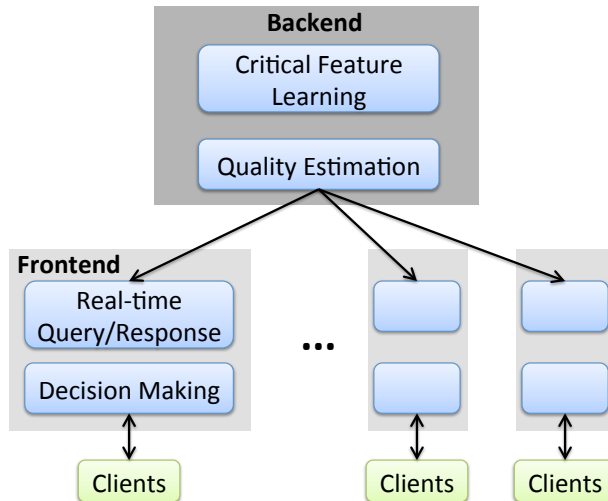 Backend
Critical Feature
Learning
Quality Estimation
Frontend
Real-time
Query/Response
Decision Making
...
Clients
Clients
Clients